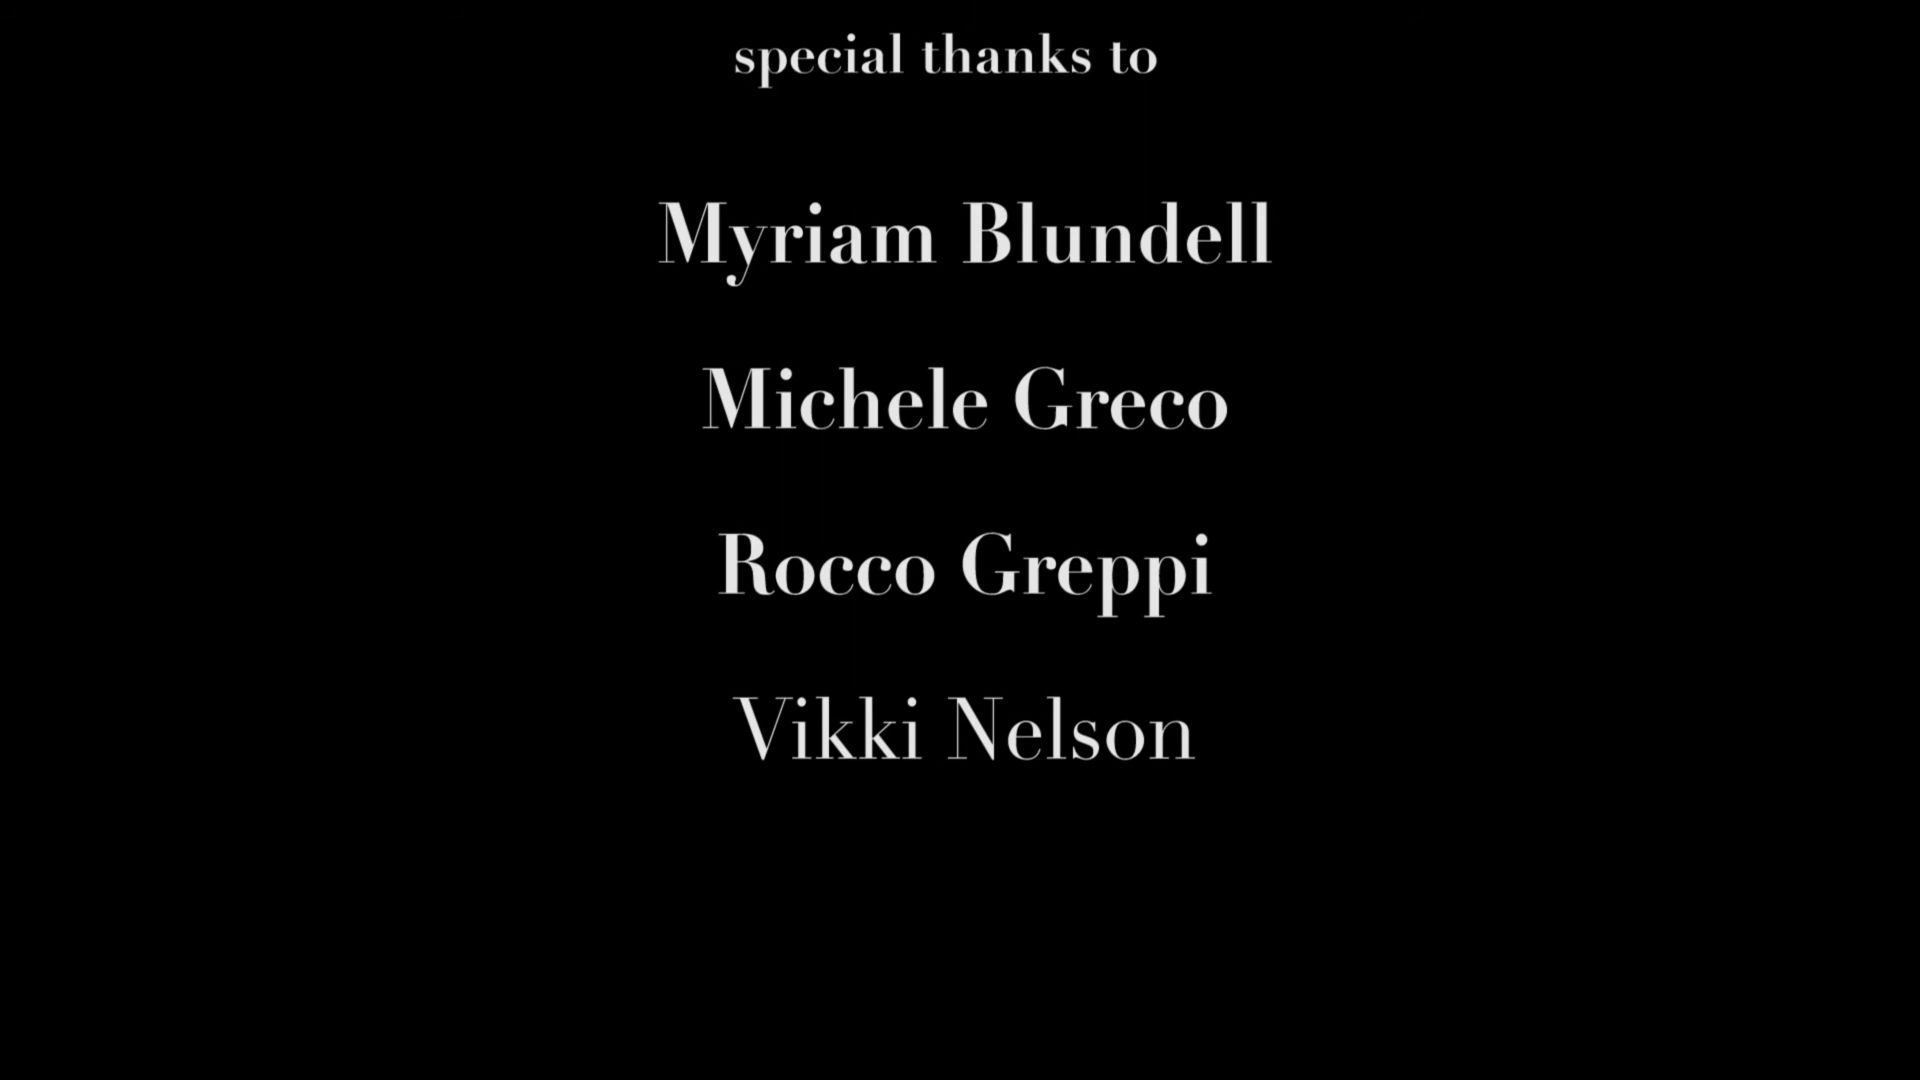 special thanks to
Myriam Blundell
Michele Greco
Rocco Greppi
Vikki Nelson